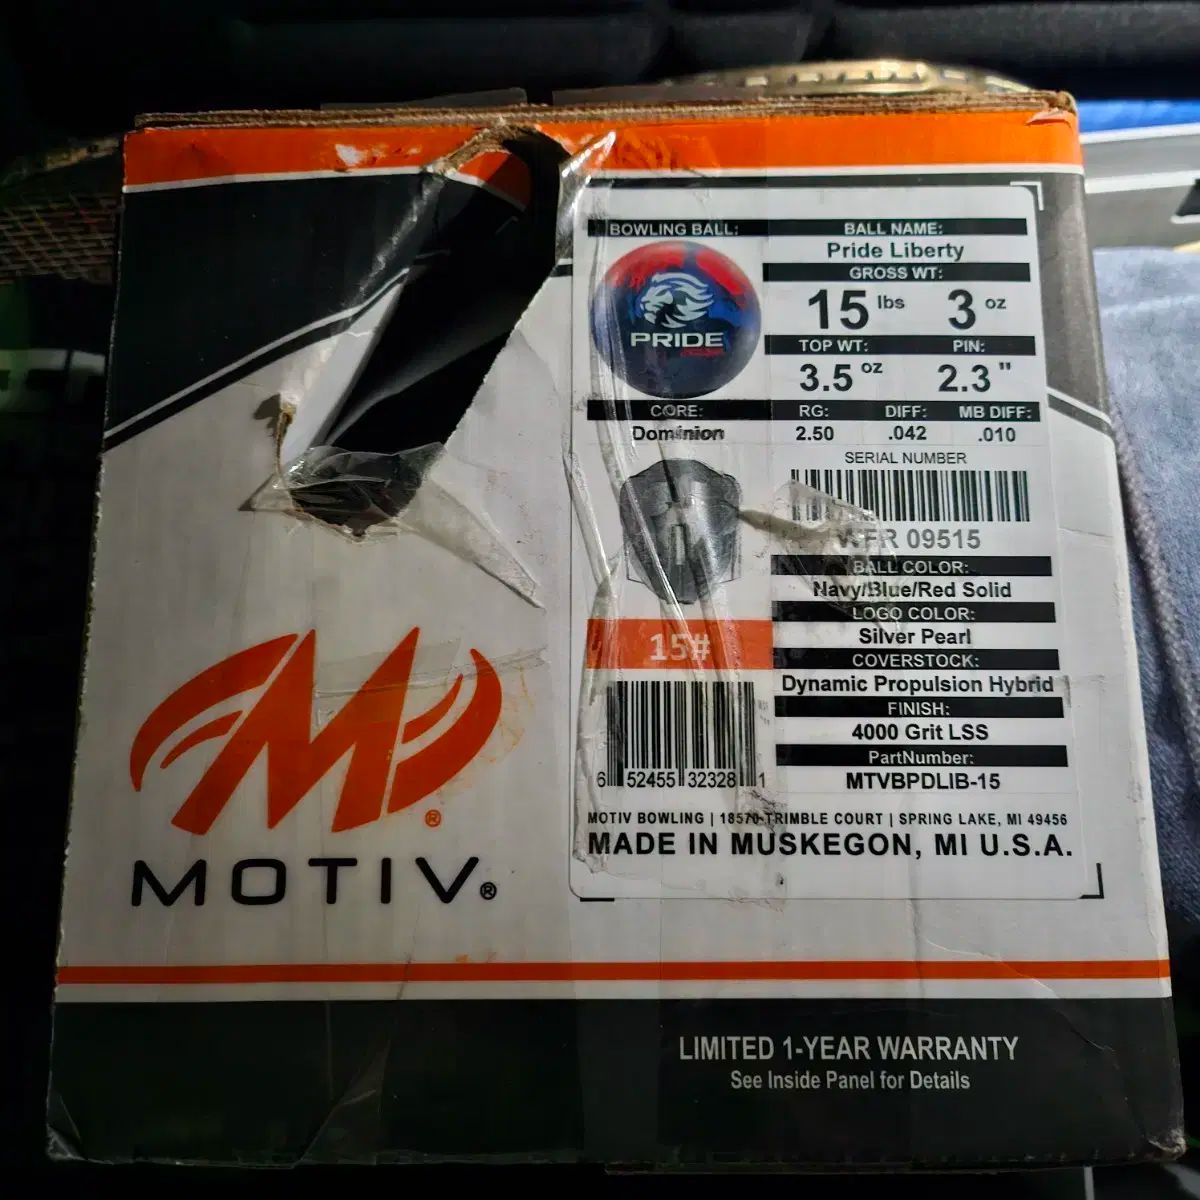 BOWLING BALL:
BALL NAME:
Pride Liberty
GROSS WT:
15 lbs 3 oz
TOP WT: PIN:
3.5 oz 2.3 "
PRIDE
CORE: RG: DIFF: MB DIFF:
Dominion 2.50 .042 .010
SERIAL NUMBER
WFR 09515
BALL COLOR:
Navy/Blue/Red Solid
LOGO COLOR:
Silver Pearl
15#
COVERSTOCK:
Dynamic Propulsion Hybrid
FINISH:
4000 Grit LSS
PartNumber:
MTVBPDLIB-15
6 52455 32328 1
MOTIV BOWLING | 18570 TRIMBLE COURT | SPRING LAKE, MI 49456
MADE IN MUSKEGON, MI U.S.A.
M®
MOTIV®
LIMITED 1-YEAR WARRANTY
See Inside Panel for Details